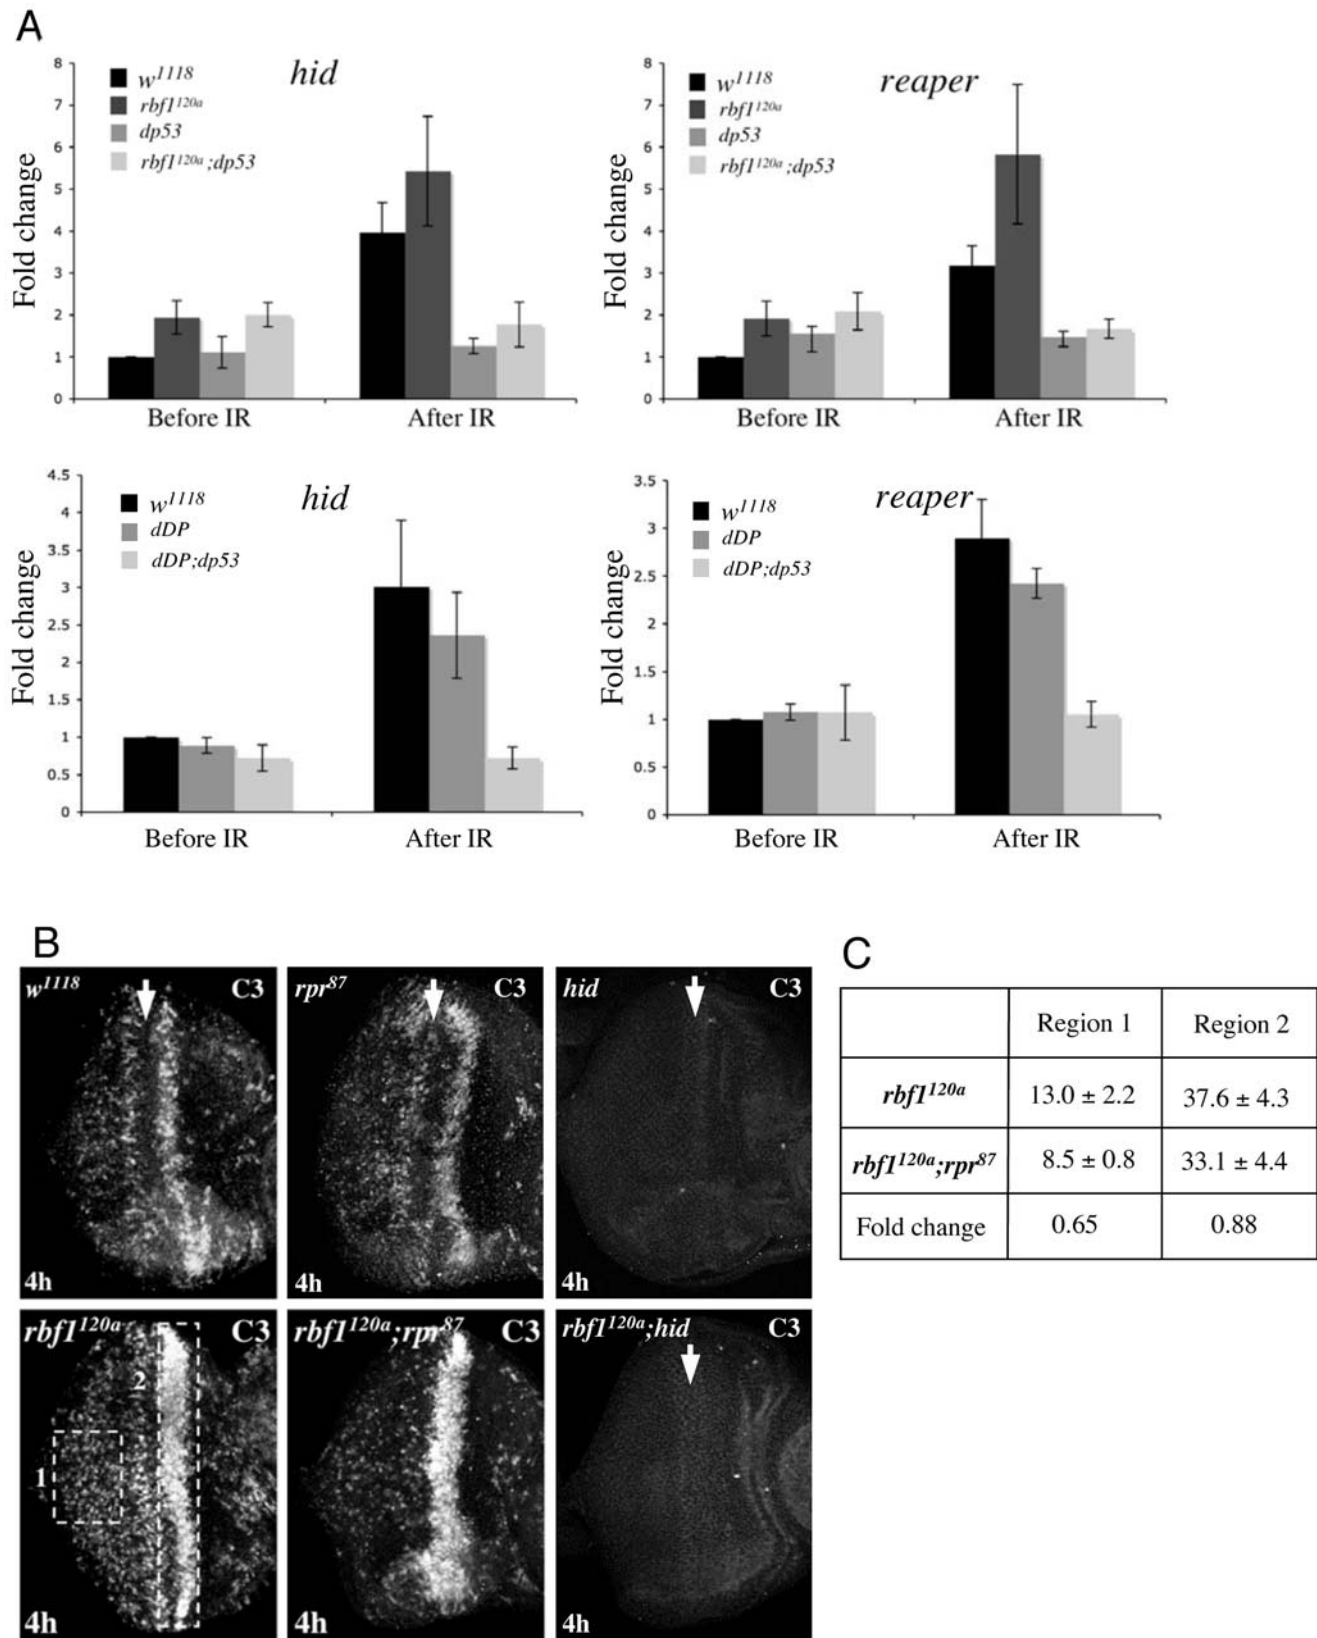 A
hid
w1118
rbf1120a
dp53
rbf1120a;dp53
Fold change
8
7
6
5
4
3
2
1
0
Before IR
After IR
reaper
w1118
rbf1120a
dp53
rbf1120a;dp53
Fold change
8
7
6
5
4
3
2
1
0
Before IR
After IR
hid
w1118
dDP
dDP;dp53
Fold change
4.5
4
3.5
3
2.5
2
1.5
1
0.5
0
Before IR
After IR
reaper
w1118
dDP
dDP;dp53
Fold change
3.5
3
2.5
2
1.5
1
0.5
0
Before IR
After IR
B
w1118 C3
4h
rpr87 C3
4h
hid C3
4h
rbf1120a C3
2
1
4h
rbf1120a;rpr87 C3
4h
rbf1120a;hid C3
4h
C
Region 1 Region 2
rbf1120a 13.0 ± 2.2 37.6 ± 4.3
rbf1120a;rpr87 8.5 ± 0.8 33.1 ± 4.4
Fold change 0.65 0.88